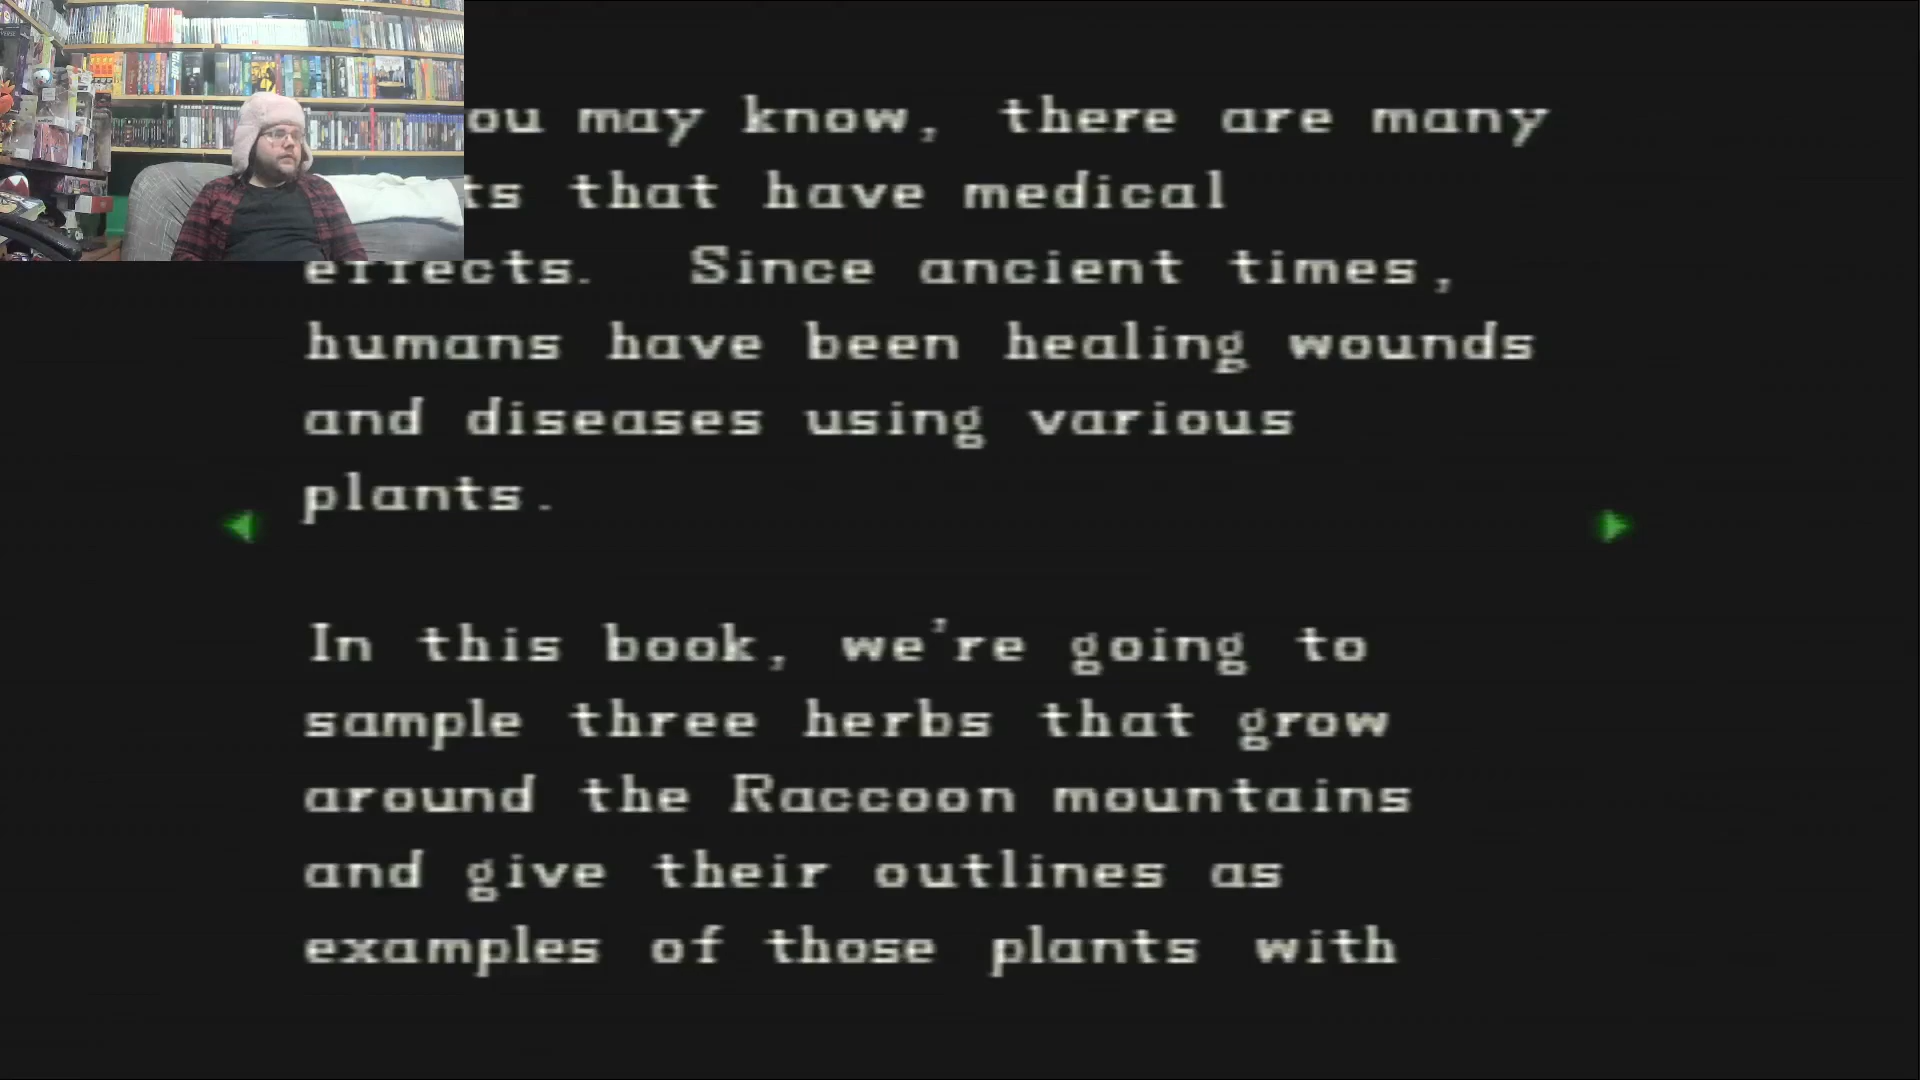 ou may know, there are many
ts that have medical
effects. Since ancient times,
humans have been healing wounds
and diseases using various
plants.
In this book, we're going to
sample three herbs that grow
around the Raccoon mountains
and give their outlines as
examples of those plants with